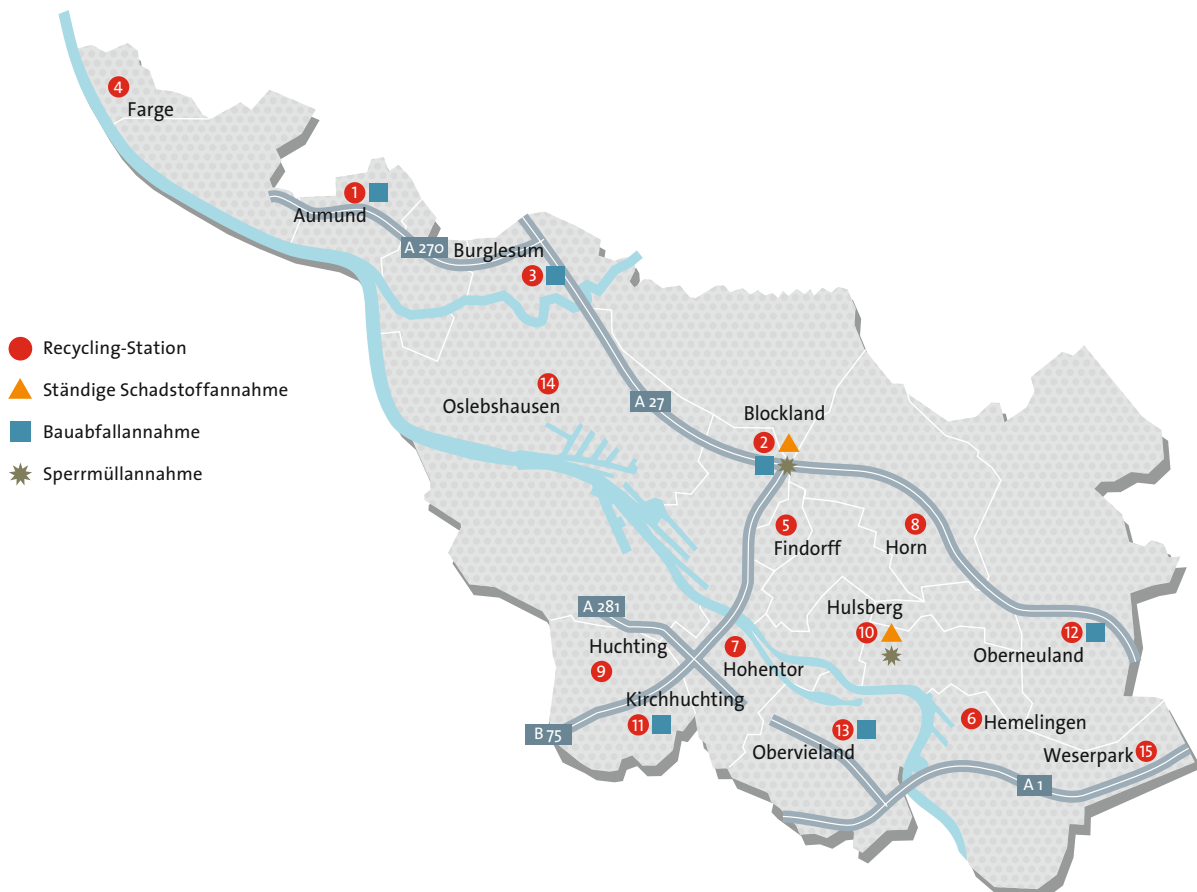 4
Farge
1
Aumund
A 270
Burglesum
3
Recycling-Station
Ständige Schadstoffannahme
Bauabfallannahme
Sperrmüllannahme
14
Oslebshausen
A 27
Blockland
2
5
Findorff
8
Horn
A 281
Hulsberg
10
12
Oberneuland
Huchting
9
7
Hohentor
Kirchhuchting
11
B 75
13
Obervieland
6
Hemelingen
Weserpark
15
A 1